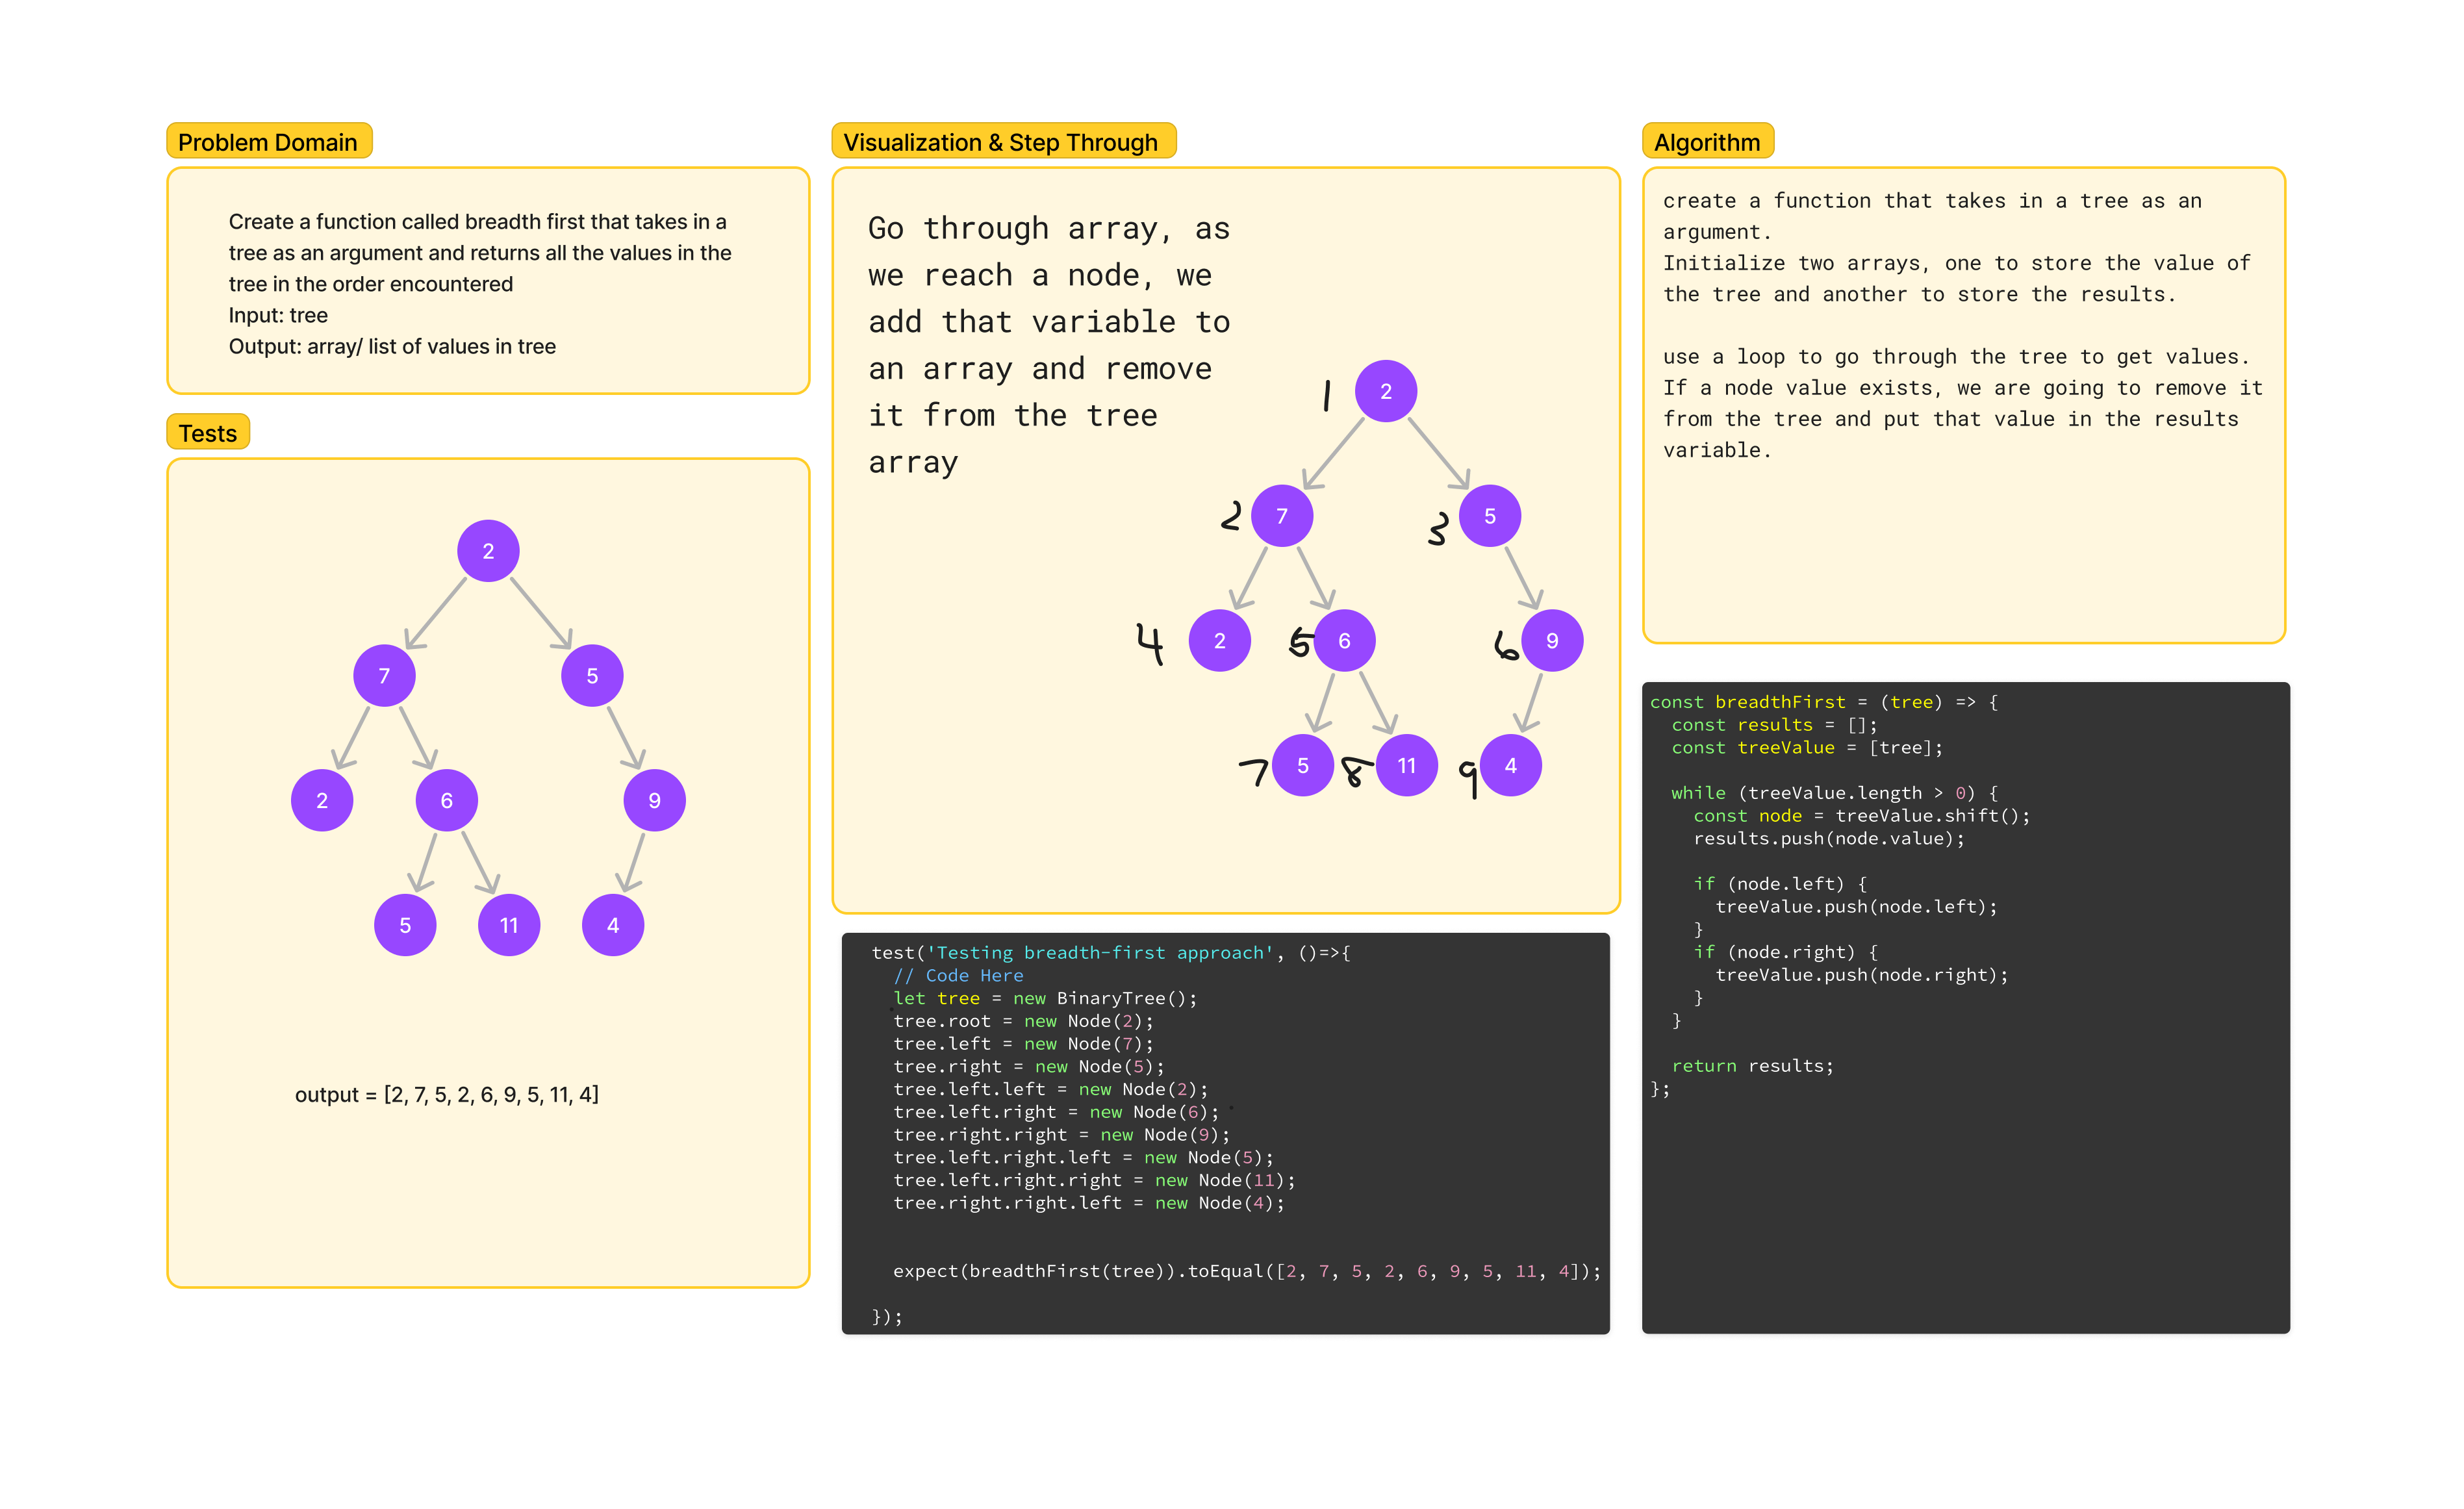 Problem Domain
Create a function called breadth first that takes in a
tree as an argument and returns all the values in the
tree in the order encountered
Input: tree
Output: array/ list of values in tree
Tests
2
7
5
2
6
9
5
11
4
output = [2, 7, 5, 2, 6, 9, 5, 11, 4]
Visualization & Step Through
Go through array, as
we reach a node, we
add that variable to
an array and remove
it from the tree
array
1 2
2 7
3 5
4 2
5 6
6 9
7 5
8 11
9 4
test('Testing breadth-first approach', ()=>{
// Code Here
let tree = new BinaryTree();
tree.root = new Node(2);
tree.left = new Node(7);
tree.right = new Node(5);
tree.left.left = new Node(2);
tree.left.right = new Node(6);
tree.right.right = new Node(9);
tree.left.right.left = new Node(5);
tree.left.right.right = new Node(11);
tree.right.right.left = new Node(4);
expect(breadthFirst(tree)).toEqual([2, 7, 5, 2, 6, 9, 5, 11, 4]);
});
Algorithm
create a function that takes in a tree as an
argument.
Initialize two arrays, one to store the value of
the tree and another to store the results.
use a loop to go through the tree to get values.
If a node value exists, we are going to remove it
from the tree and put that value in the results
variable.
const breadthFirst = (tree) => {
const results = [];
const treeValue = [tree];
while (treeValue.length > 0) {
const node = treeValue.shift();
results.push(node.value);
if (node.left) {
treeValue.push(node.left);
}
if (node.right) {
treeValue.push(node.right);
}
}
return results;
};